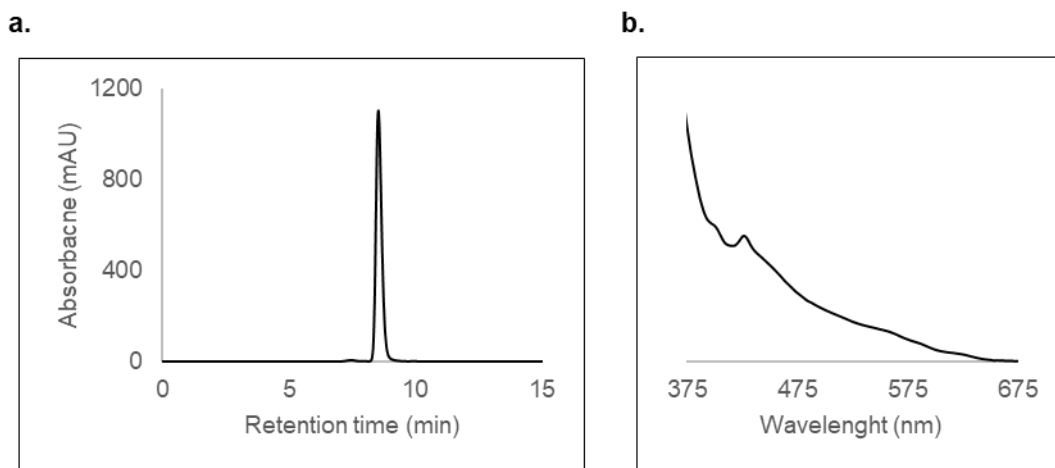 a.
b.
1200
800
400
0
Absorbacne (mAU)
0 5 10 15
Retention time (min)
375 475 575 675
Wavelenght (nm)